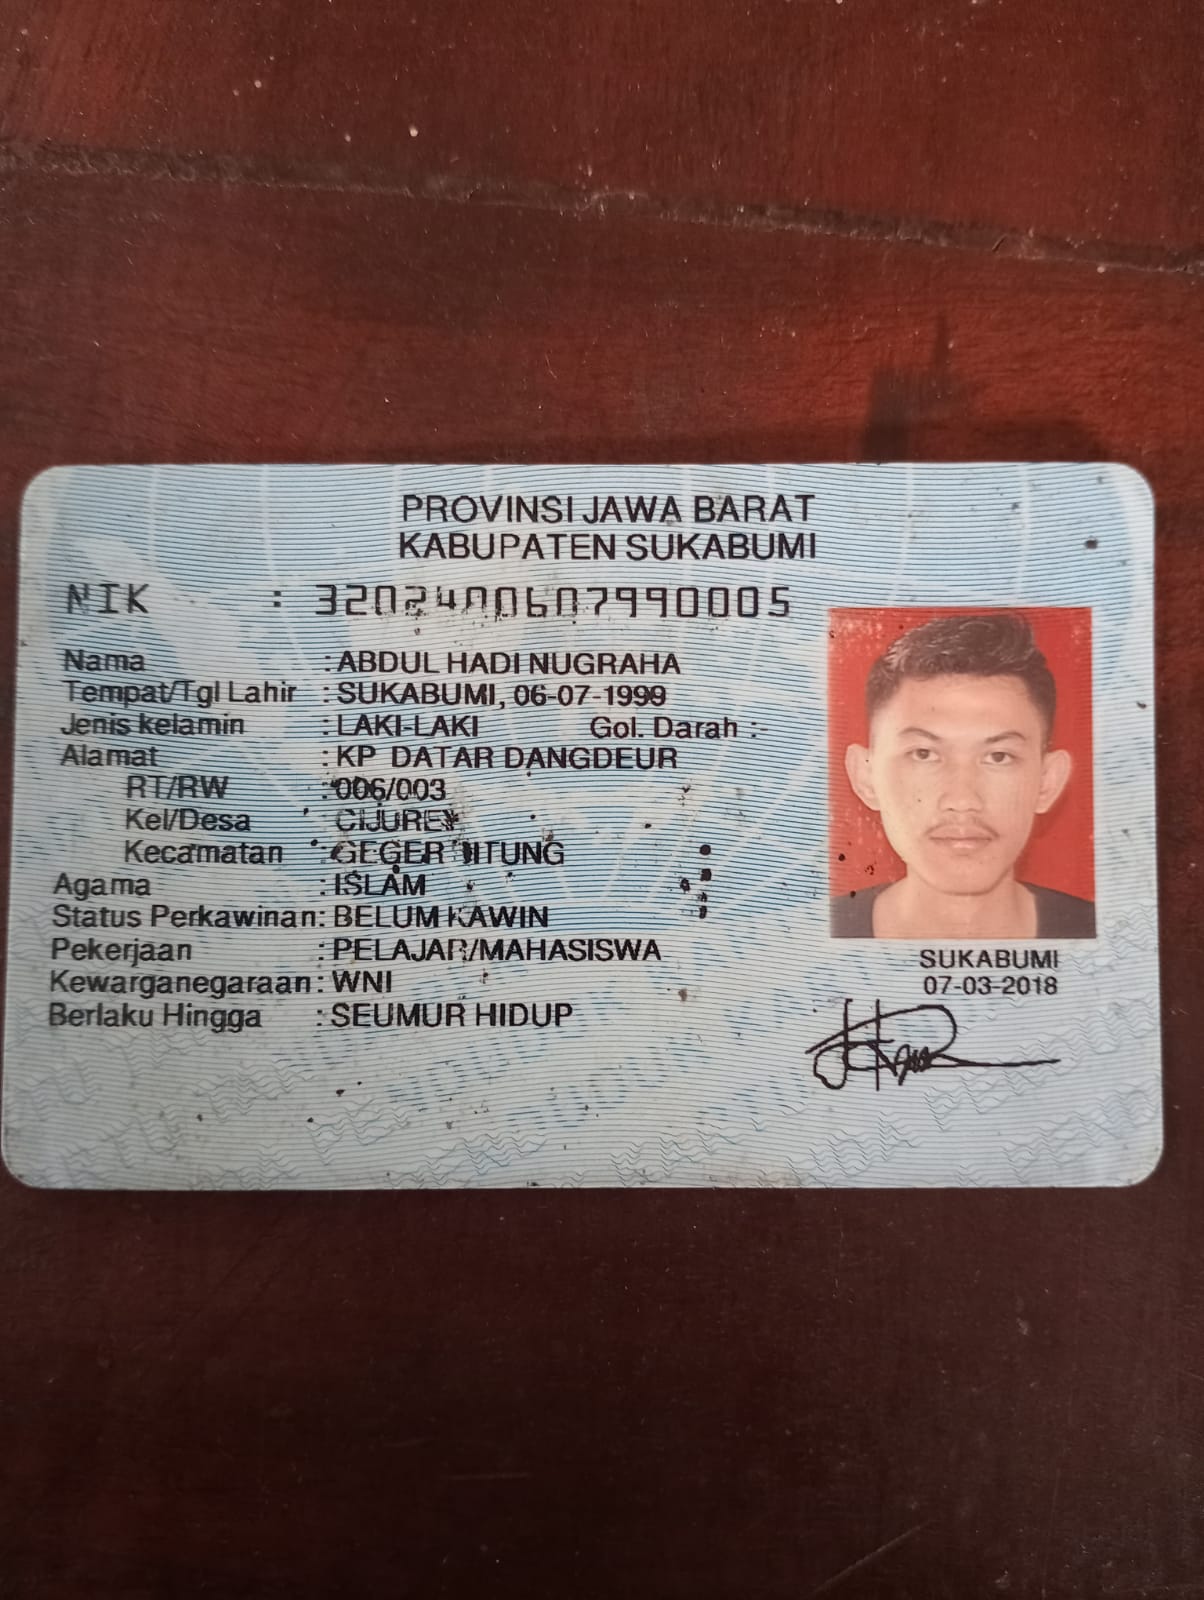 PROVINSI JAWA BARAT
KABUPATEN SUKABUMI
NIK : 3202400607990005
Nama : ABDUL HADI NUGRAHA
Tempat/Tgl Lahir : SUKABUMI, 06-07-1999
Jenis kelamin : LAKI-LAKI Gol. Darah :-
Alamat : KP DATAR DANGDEUR
RT/RW : 006/003
Kel/Desa :
Kecamatan : GEGER BITUNG
Agama : ISLAM
Status Perkawinan: BELUM KAWIN
Pekerjaan : PELAJAR/MAHASISWA
Kewarganegaraan: WNI
Berlaku Hingga : SEUMUR HIDUP
SUKABUMI
07-03-2018